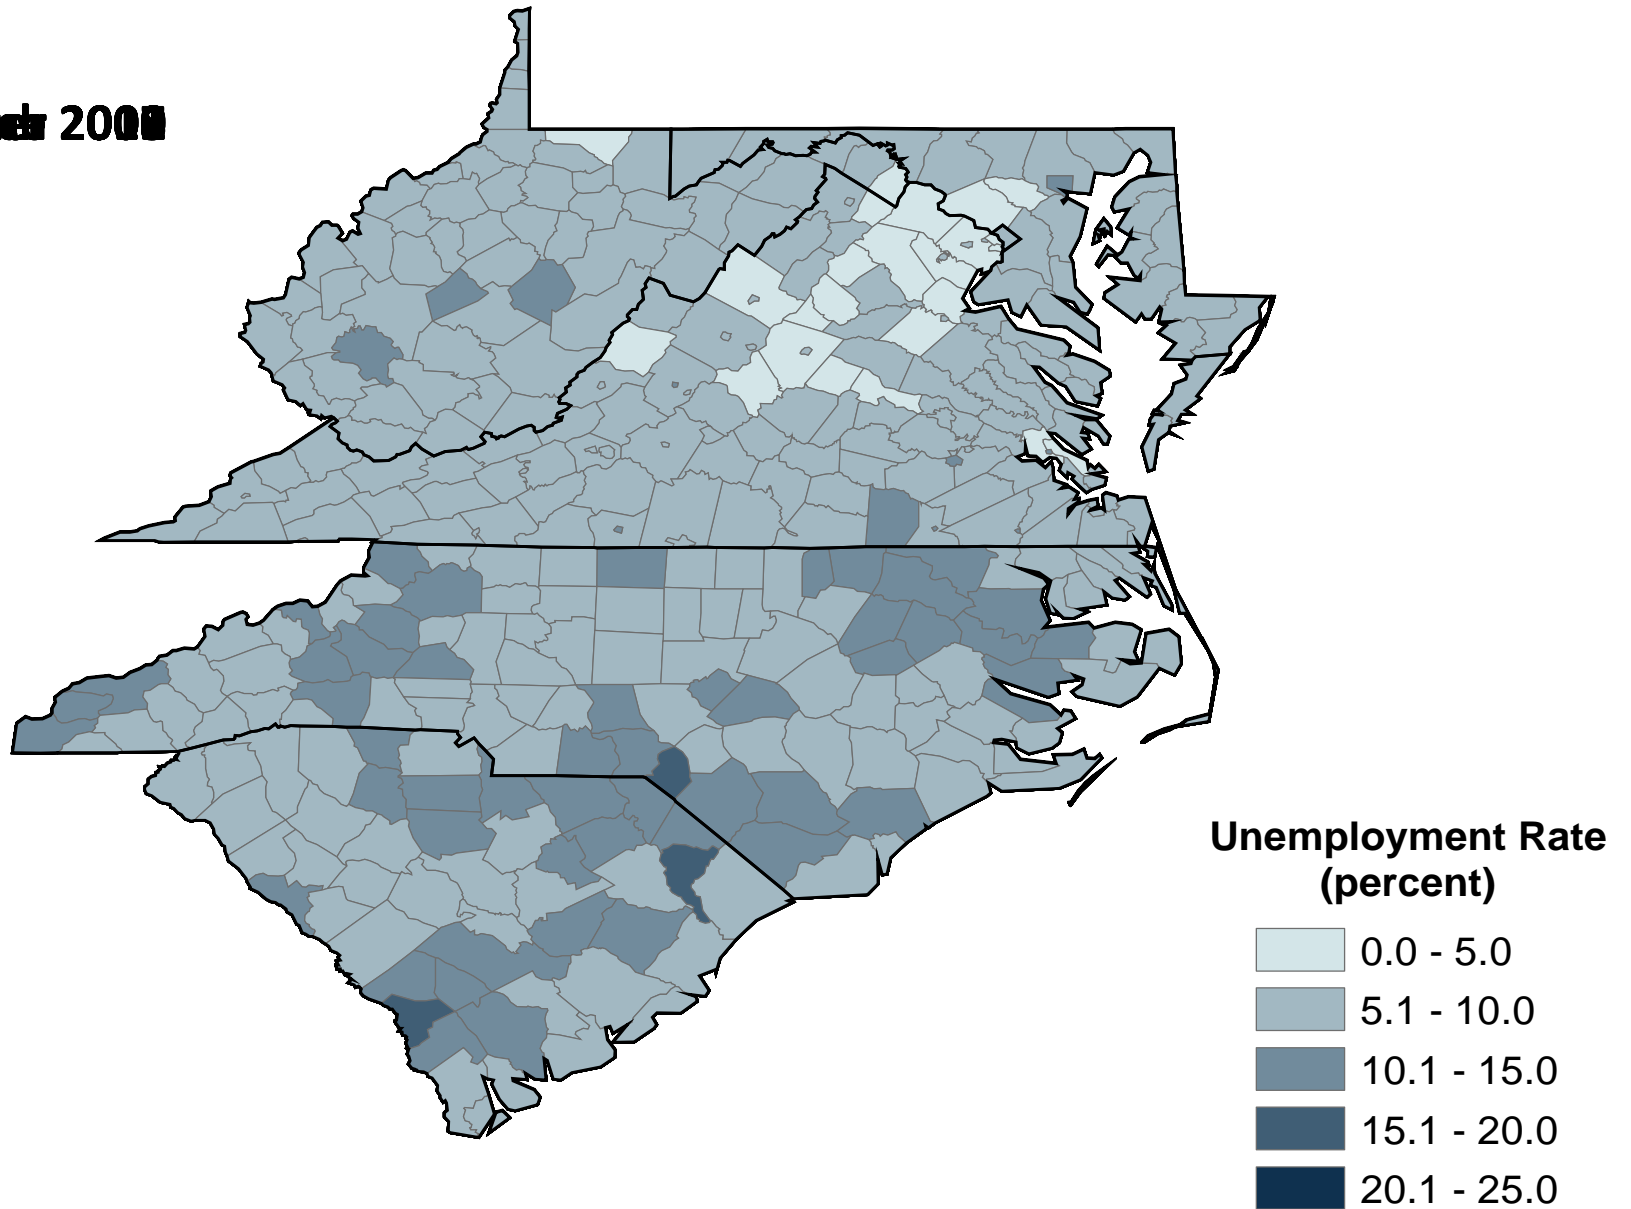 Unemployment Rate
(percent)
0.0 - 5.0
5.1 - 10.0
10.1 - 15.0
15.1 - 20.0
20.1 - 25.0